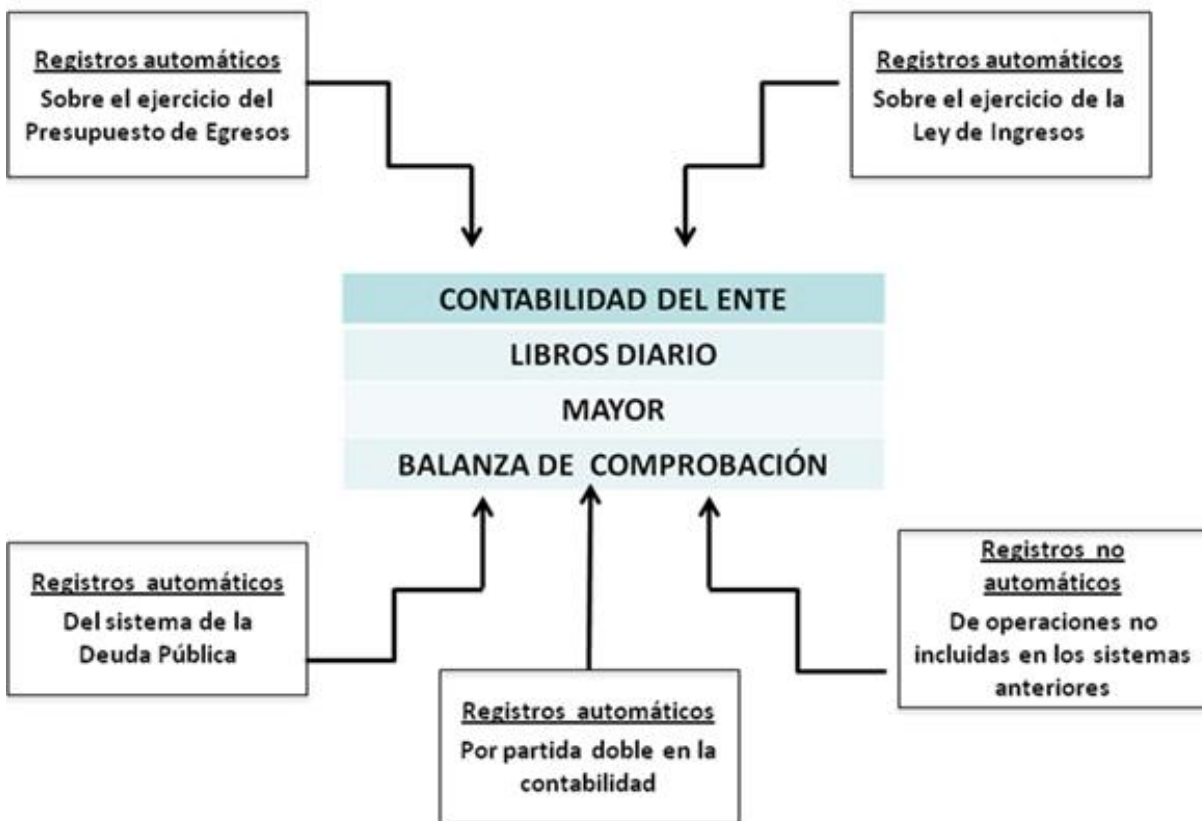 Registros automáticos
Sobre el ejercicio del
Presupuesto de Egresos
Registros automáticos
Sobre el ejercicio de la
Ley de Ingresos
CONTABILIDAD DEL ENTE
LIBROS DIARIO
MAYOR
BALANZA DE COMPROBACIÓN
Registros automáticos
Del sistema de la
Deuda Pública
Registros automáticos
Por partida doble en la
contabilidad
Registros no
automáticos
De operaciones no
incluidas en los sistemas
anteriores